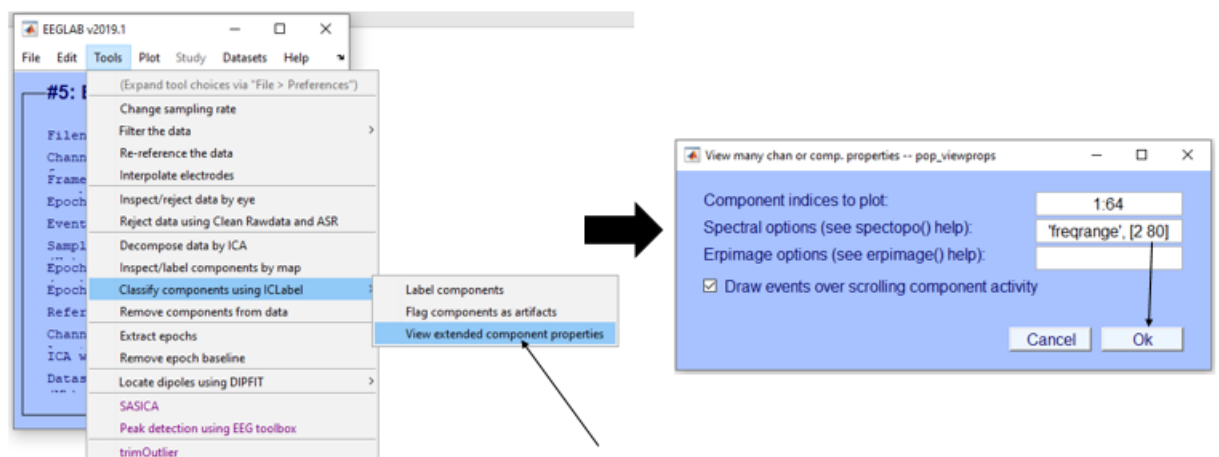 EEGLAB v2019.1
File Edit Tools Plot Study Datasets Help
#5:
(Expand tool choices via "File > Preferences")
Change sampling rate
Filter the data
Re-reference the data
Interpolate electrodes
Inspect/reject data by eye
Reject data using Clean Rawdata and ASR
Decompose data by ICA
Inspect/label components by map
Classify components using ICLabel
Remove components from data
Extract epochs
Remove epoch baseline
Locate dipoles using DIPFIT
SASICA
Peak detection using EEG toolbox
trimOutlier
Filen
Chann
Frame
Epoch
Event
Sampl
Epoch
Epoch
Refer
Chann
ICA w
Datas
Label components
Flag components as artifacts
View extended component properties
View many chan or comp. properties -- pop_viewprops
Component indices to plot: 1:64
Spectral options (see spectopo() help): 'freqrange', [2 80]
Erpimage options (see erpimage() help):
Draw events over scrolling component activity
Cancel Ok